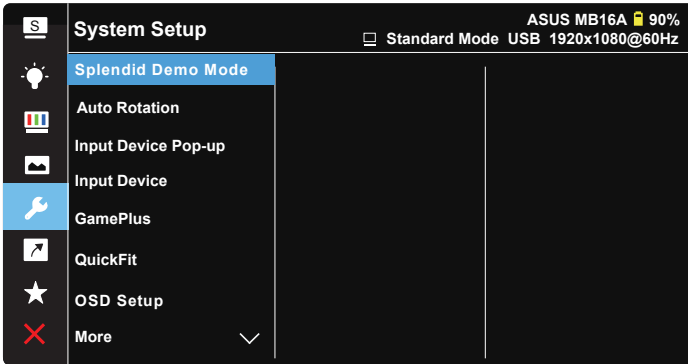 S
System Setup
ASUS MB16A 90%
Standard Mode USB 1920x1080@60Hz
Splendid Demo Mode
Auto Rotation
Input Device Pop-up
Input Device
GamePlus
QuickFit
OSD Setup
More